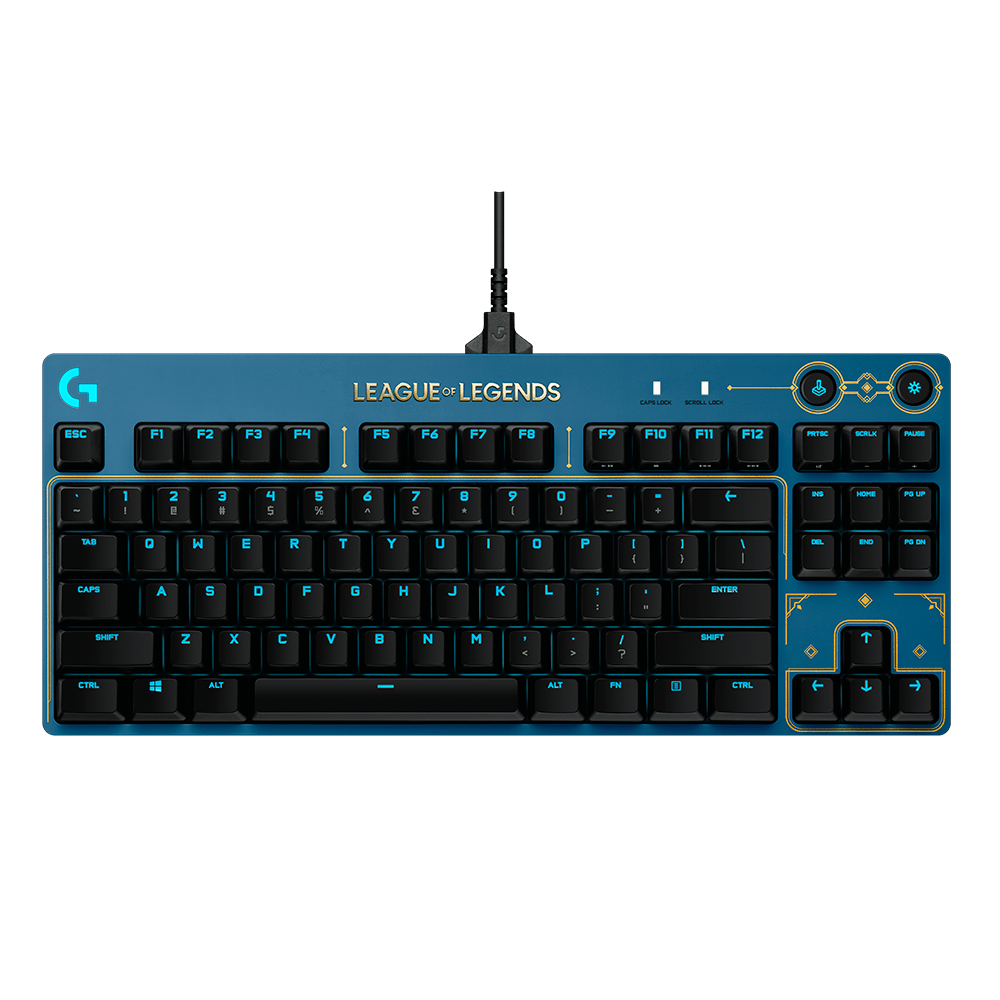 G
LEAGUE OF LEGENDS
CAPS LOCK SCROLL LOCK
ESC F1 F2 F3 F4 F5 F6 F7 F8 F9 F10 F11 F12 PRTSC SCRLK PAUSE
` 1 2 3 4 5 6 7 8 9 0 - = ← INS HOME PG UP
~ ! @ # $ % ^ & * ( ) _ +
TAB Q W E R T Y U I O P [ ] \ DEL END PG DN
{ } |
CAPS A S D F G H J K L ; ' ENTER
: "
SHIFT Z X C V B N M , . / SHIFT ↑
< > ?
CTRL ALT ALT FN CTRL ← ↓ →